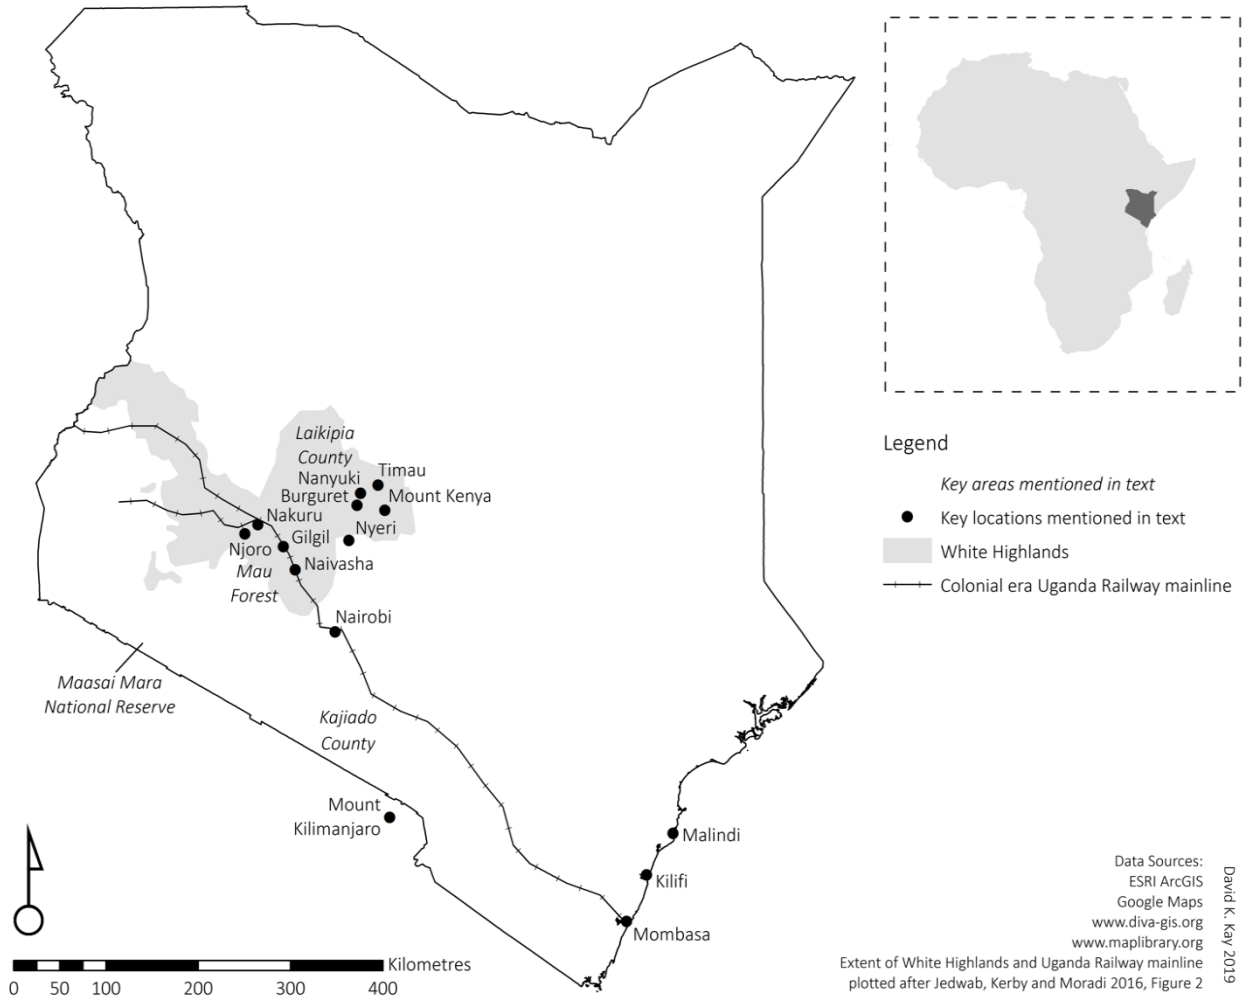 Laikipia
County
Timau
Nanyuki
Burguret
Mount Kenya
Nakuru
Nyeri
Gilgil
Njoro
Naivasha
Mau
Forest
Nairobi
Maasai Mara
National Reserve
Kajiado
County
Mount
Kilimanjaro
Malindi
Kilifi
Mombasa
Kilometres
0 50 100 200 300 400
Legend
Key areas mentioned in text
Key locations mentioned in text
White Highlands
Colonial era Uganda Railway mainline
Data Sources:
ESRI ArcGIS
Google Maps
www.diva-gis.org
www.maplibrary.org
Extent of White Highlands and Uganda Railway mainline
plotted after Jedwab, Kerby and Moradi 2016, Figure 2
David K. Kay 2019